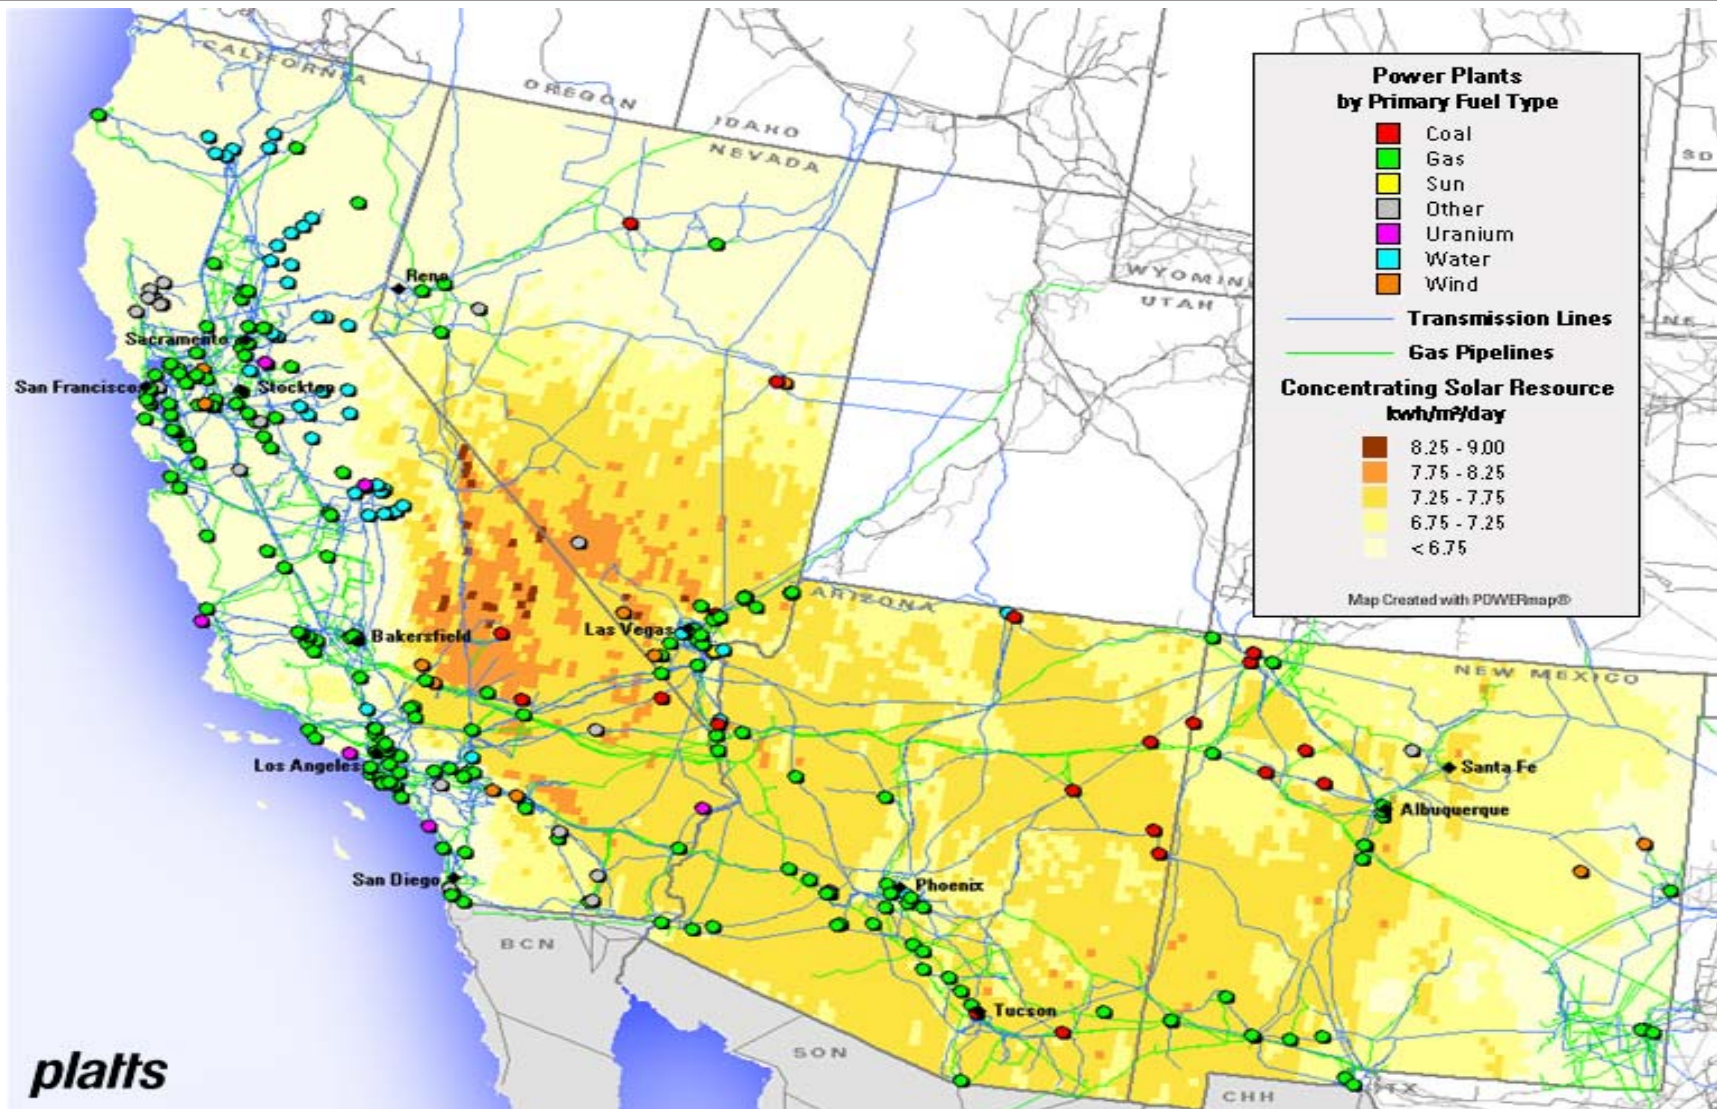 CALIFORNIA
OREGON
IDAHO
NEVADA
WYOMIN
UTAH
SD
NE
Power Plants
by Primary Fuel Type
Coal
Gas
Sun
Other
Uranium
Water
Wind
Transmission Lines
Gas Pipelines
Concentrating Solar Resource
kwh/m²/day
8.25 - 9.00
7.75 - 8.25
7.25 - 7.75
6.75 - 7.25
< 6.75
Map Created with POWERmap®
Reno
Sacramento
San Francisco
Stockton
Bakersfield
Las Vegas
ARIZONA
NEW MEXICO
Los Angeles
Santa Fe
Albuquerque
San Diego
Phoenix
BCN
Tucson
SON
CHH
TX
platts